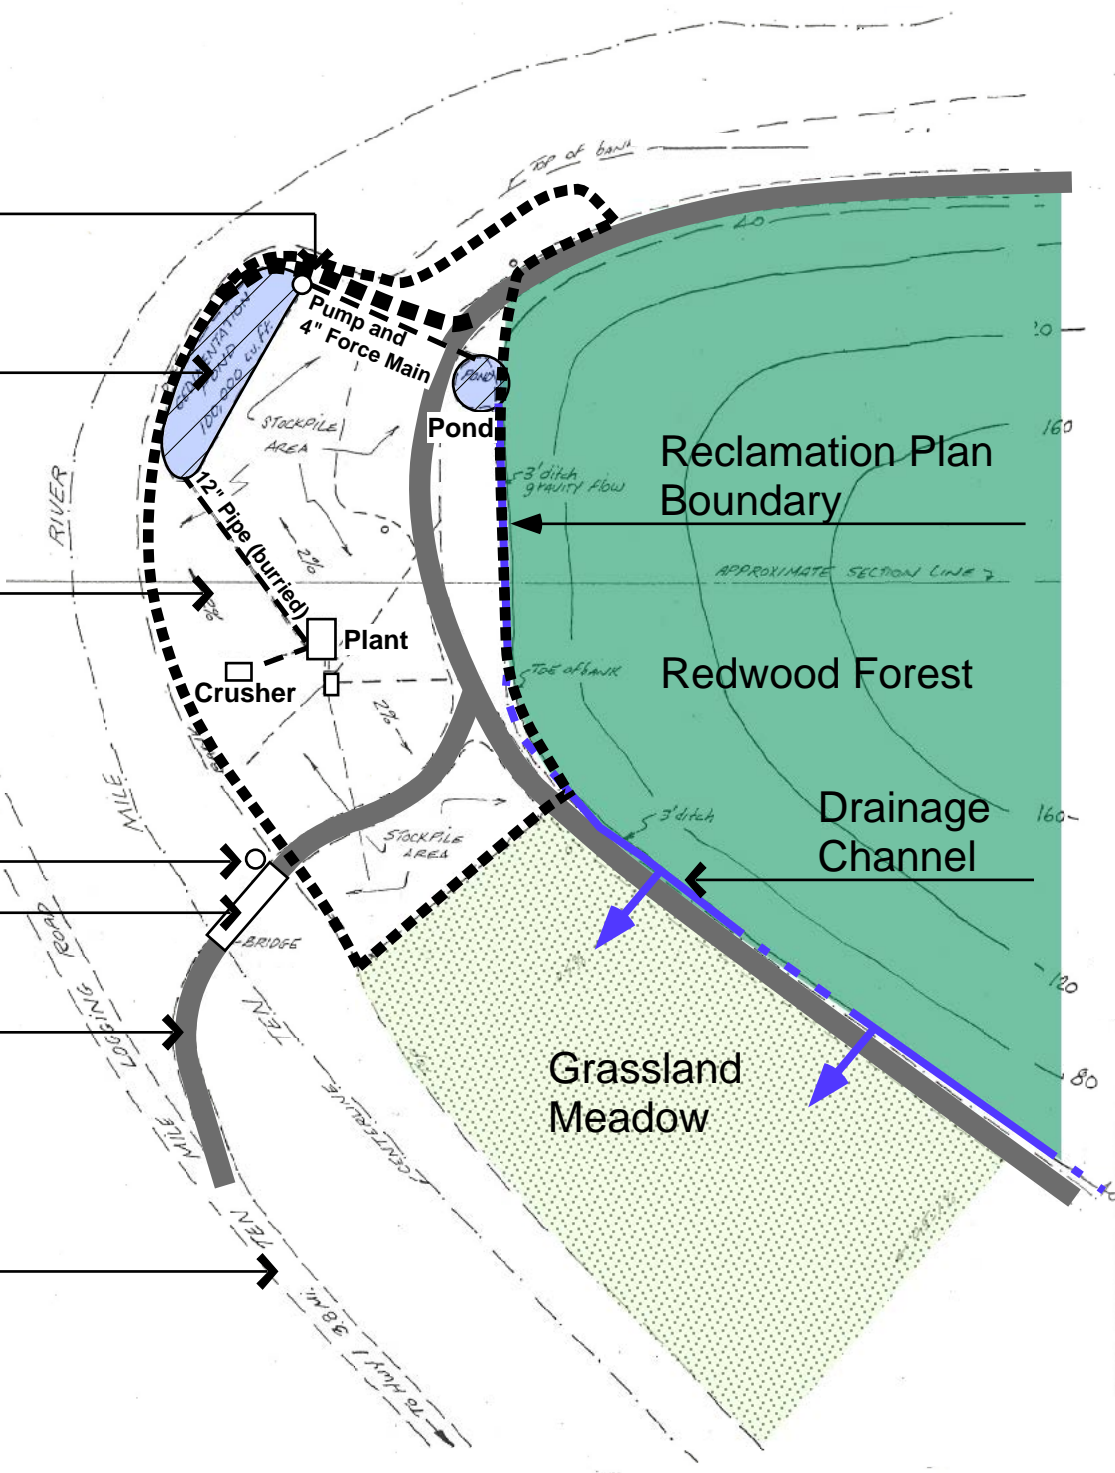 TOP OF BANK
40
Pump and
4" Force Main
SEDIMENTATION
POND
100,000 cu. ft.
POND
Pond
STOCKPILE
AREA
160
Reclamation Plan
Boundary
3' ditch
GRAVITY FLOW
RIVER
12" Pipe (burried)
2%
2%
APPROXIMATE SECTION LINE
Plant
Crusher
TOE OF BANK
Redwood Forest
2%
BANK
MILE
Drainage
Channel
3' ditch
160
STOCKPILE
AREA
BRIDGE
ROAD
LOGGING
MILE
TEN
TEN
CENTERLINE
120
80
Grassland
Meadow
To Hwy 1 3.8 Mi.